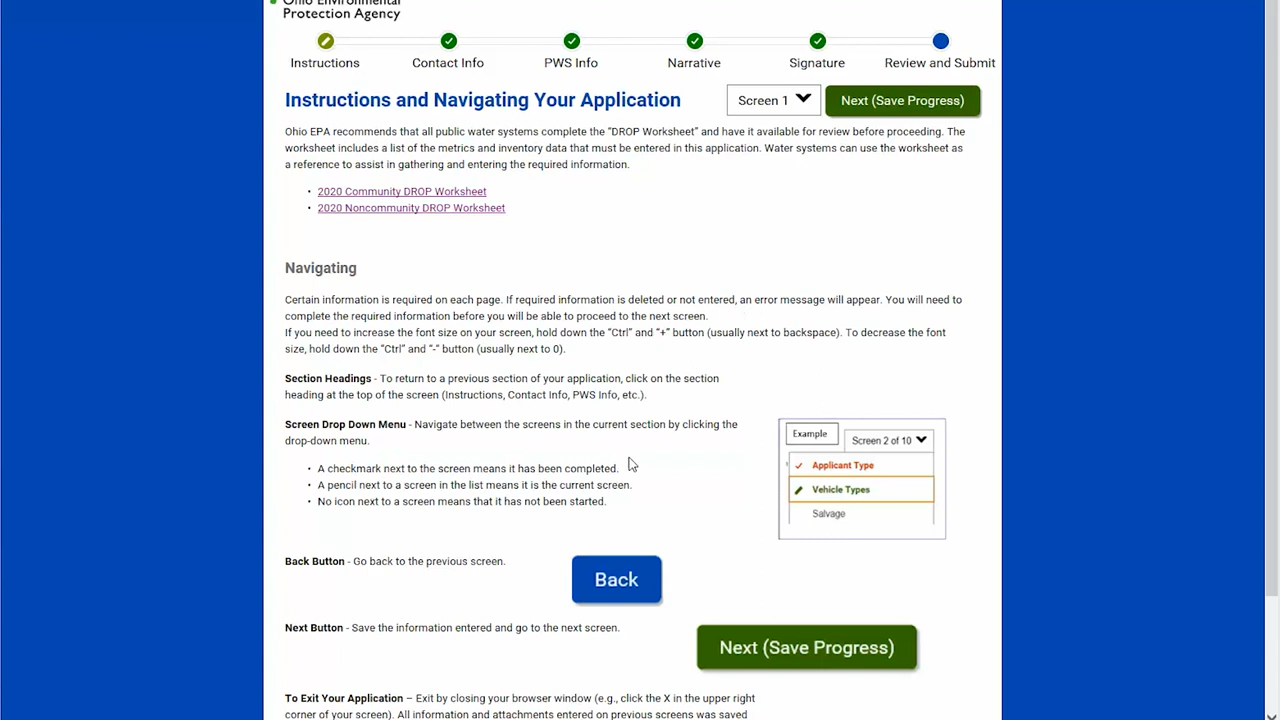 Ohio Environmental
Protection Agency
Instructions
Contact Info
PWS Info
Narrative
Signature
Review and Submit
Instructions and Navigating Your Application
Screen 1
Next (Save Progress)
Ohio EPA recommends that all public water systems complete the “DROP Worksheet” and have it available for review before proceeding. The
worksheet includes a list of the metrics and inventory data that must be entered in this application. Water systems can use the worksheet as
a reference to assist in gathering and entering the required information.
• 2020 Community DROP Worksheet
• 2020 Noncommunity DROP Worksheet
Navigating
Certain information is required on each page. If required information is deleted or not entered, an error message will appear. You will need to
complete the required information before you will be able to proceed to the next screen.
If you need to increase the font size on your screen, hold down the “Ctrl” and “+” button (usually next to backspace). To decrease the font
size, hold down the “Ctrl” and “-” button (usually next to 0).
Section Headings - To return to a previous section of your application, click on the section
heading at the top of the screen (Instructions, Contact Info, PWS Info, etc.).
Screen Drop Down Menu - Navigate between the screens in the current section by clicking the
drop-down menu.
• A checkmark next to the screen means it has been completed.
• A pencil next to a screen in the list means it is the current screen.
• No icon next to a screen means that it has not been started.
Example
Screen 2 of 10
Applicant Type
Vehicle Types
Salvage
Back Button - Go back to the previous screen.
Back
Next Button - Save the information entered and go to the next screen.
Next (Save Progress)
To Exit Your Application – Exit by closing your browser window (e.g., click the X in the upper right
corner of your screen). All information and attachments entered on previous screens was saved